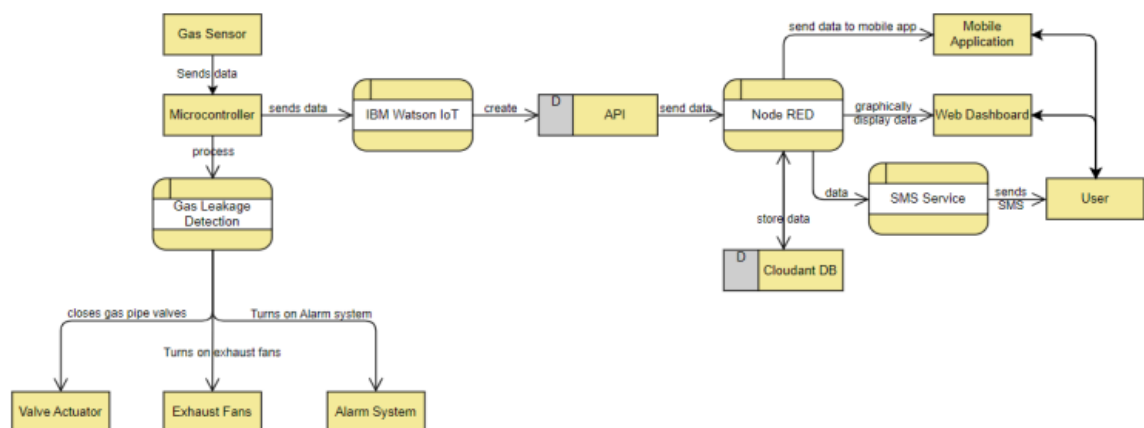 Gas Sensor
Sends data
Microcontroller
sends data
IBM Watson IoT
create
D
API
send data
Node RED
send data to mobile app
Mobile
Application
graphically
display data
Web Dashboard
process
Gas Leakage
Detection
data
SMS Service
sends
SMS
User
store data
D
Cloudant DB
closes gas pipe valves
Turns on Alarm system
Turns on exhaust fans
Valve Actuator
Exhaust Fans
Alarm System